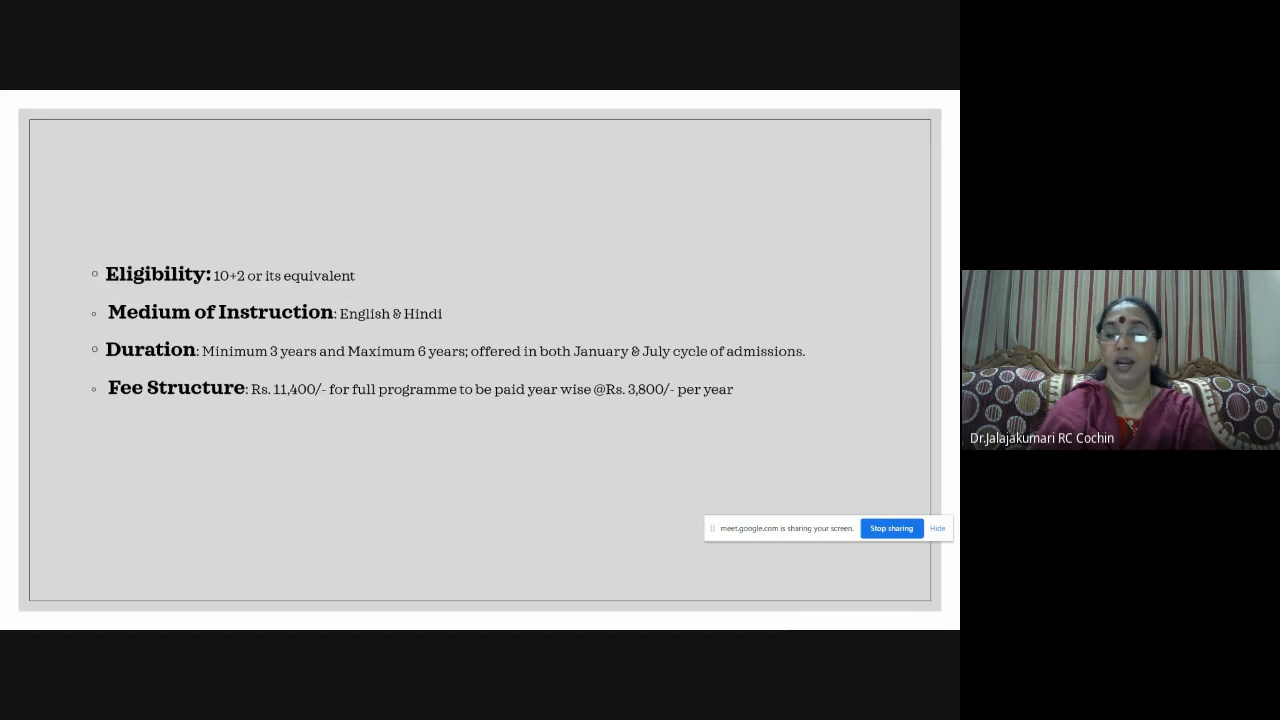 Eligibility: 10+2 or its equivalent
Medium of Instruction: English & Hindi
Duration: Minimum 3 years and Maximum 6 years; offered in both January & July cycle of admissions.
Fee Structure: Rs. 11,400/- for full programme to be paid year wise @Rs. 3,800/- per year
meet.google.com is sharing your screen. Stop sharing Hide
Dr.Jalajakumari RC Cochin